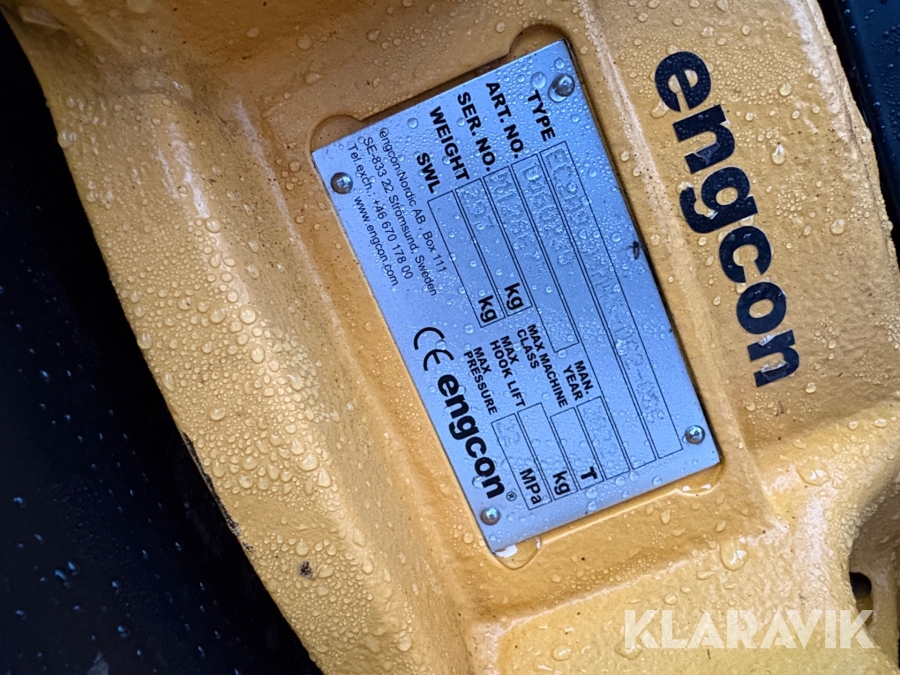 engcon
TYPE
ART. NO.
SER. NO.
WEIGHT kg
SWL kg
engcon Nordic AB, Box 111
SE-833 22 Strömsund, Sweden
Tel exch.: +46 670 178 00
www.engcon.com
MAN. YEAR
MAX MACHINE CLASS T
MAX HOOK LIFT kg
MAX PRESSURE MPa
CE engcon®
KLARAVIK